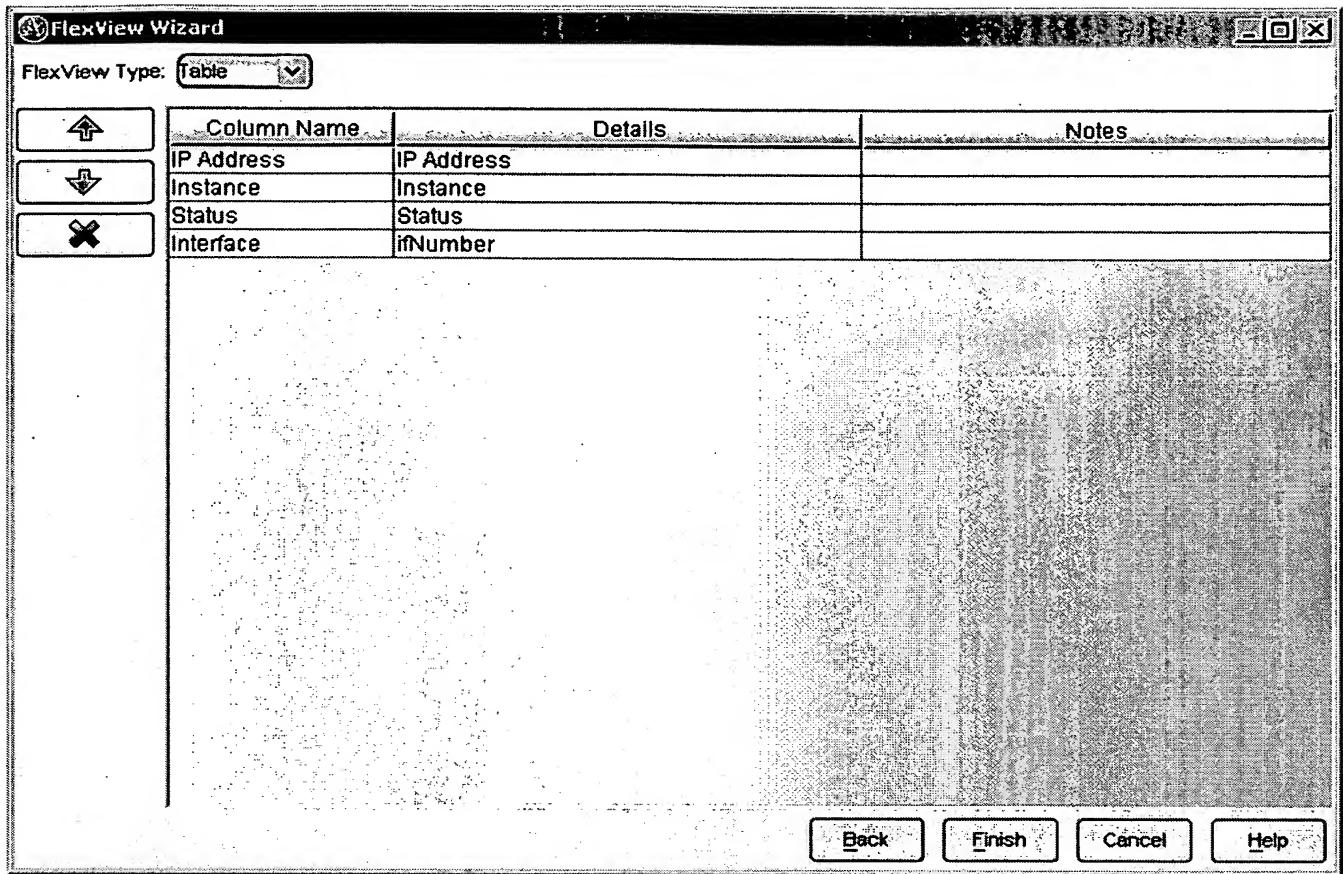 FlexView Wizard
FlexView Type: Table
Column Name Details Notes
IP Address IP Address
Instance Instance
Status Status
Interface ifNumber
Back Finish Cancel Help